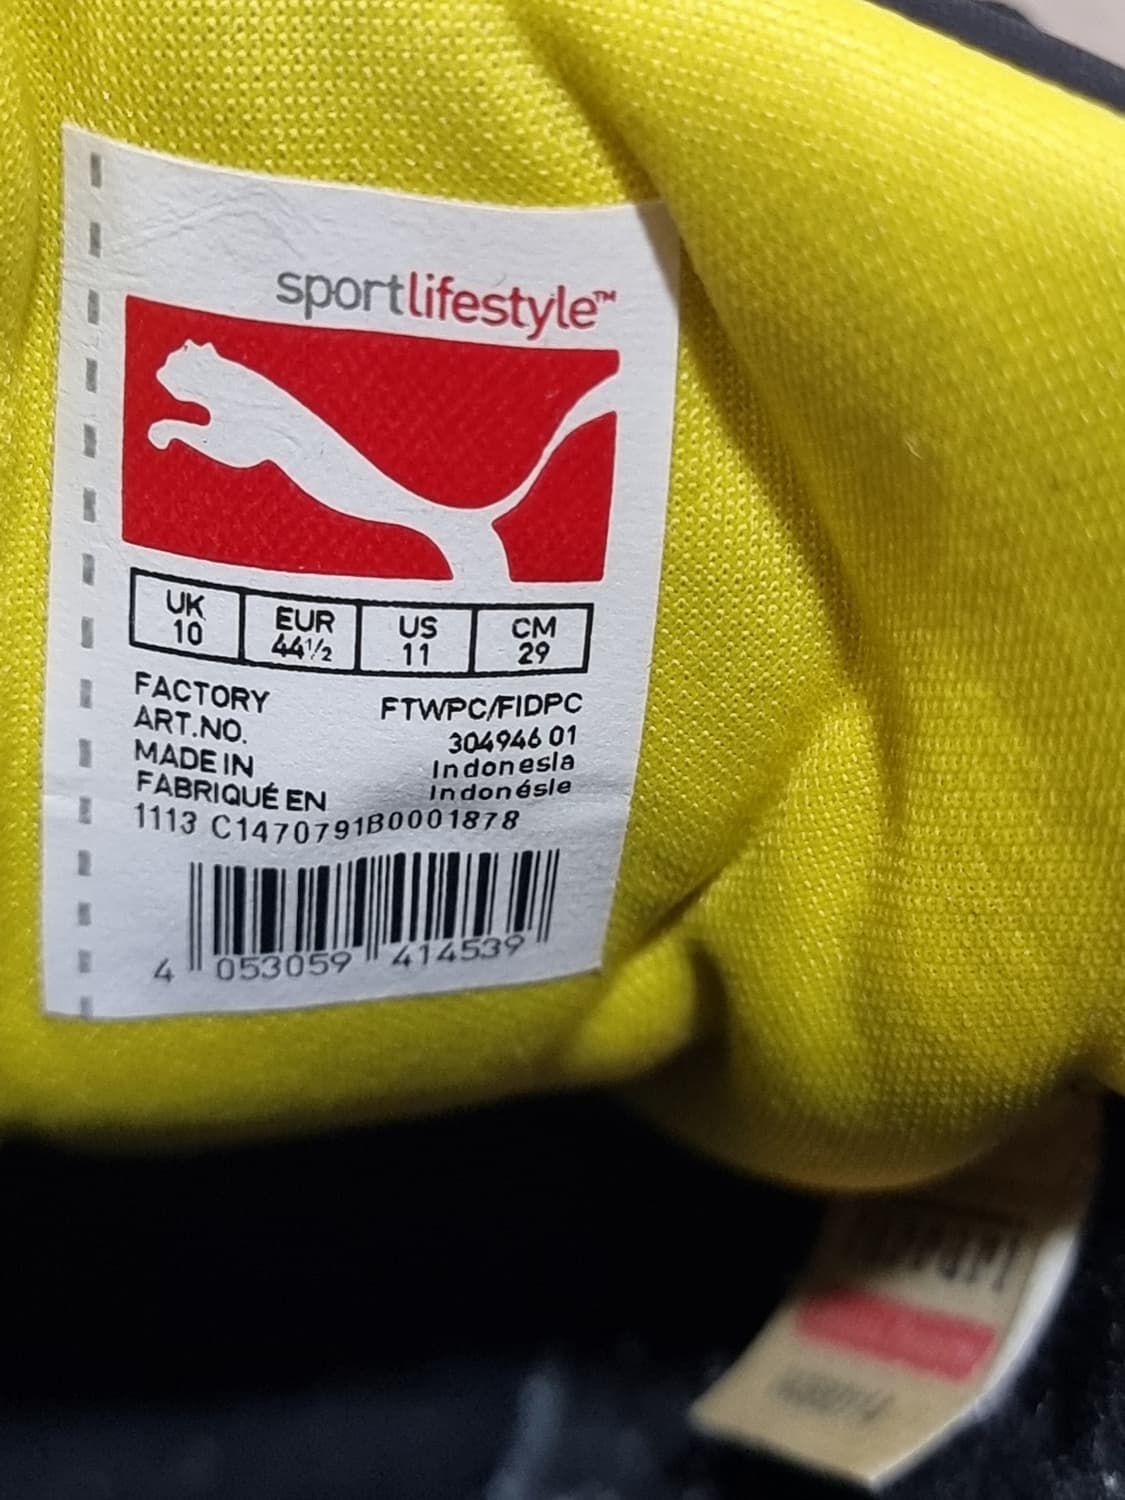 sportlifestyle™
UK EUR US CM
10 44½ 11 29
FACTORY FTWPC/FIDPC
ART.NO. 304946 01
MADE IN Indonesia
FABRIQUÉ EN Indonésie
1113 C1470791B0001878
4 053059 414539